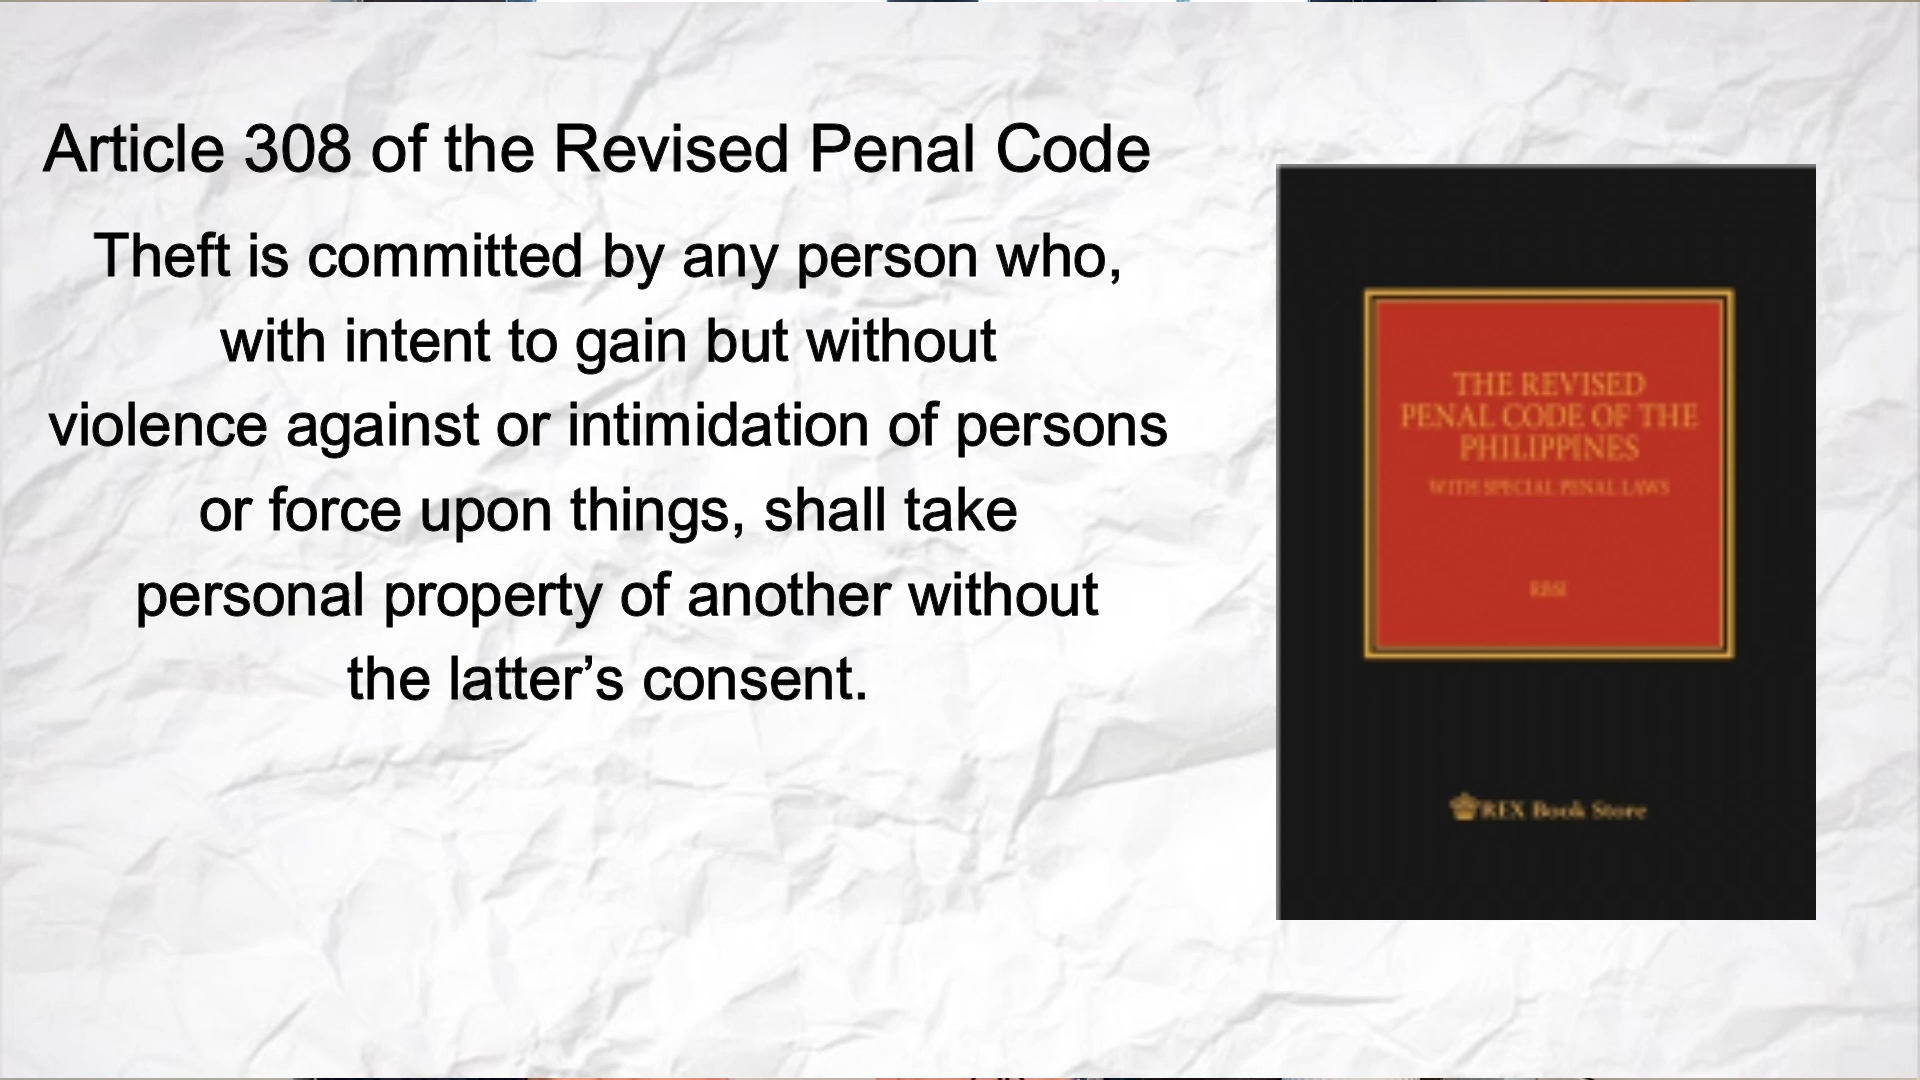 Article 308 of the Revised Penal Code
Theft is committed by any person who,
with intent to gain but without
violence against or intimidation of persons
or force upon things, shall take
personal property of another without
the latter’s consent.
THE REVISED
PENAL CODE OF THE
PHILIPPINES
WITH SPECIAL PENAL LAWS
RBSI
REX Book Store